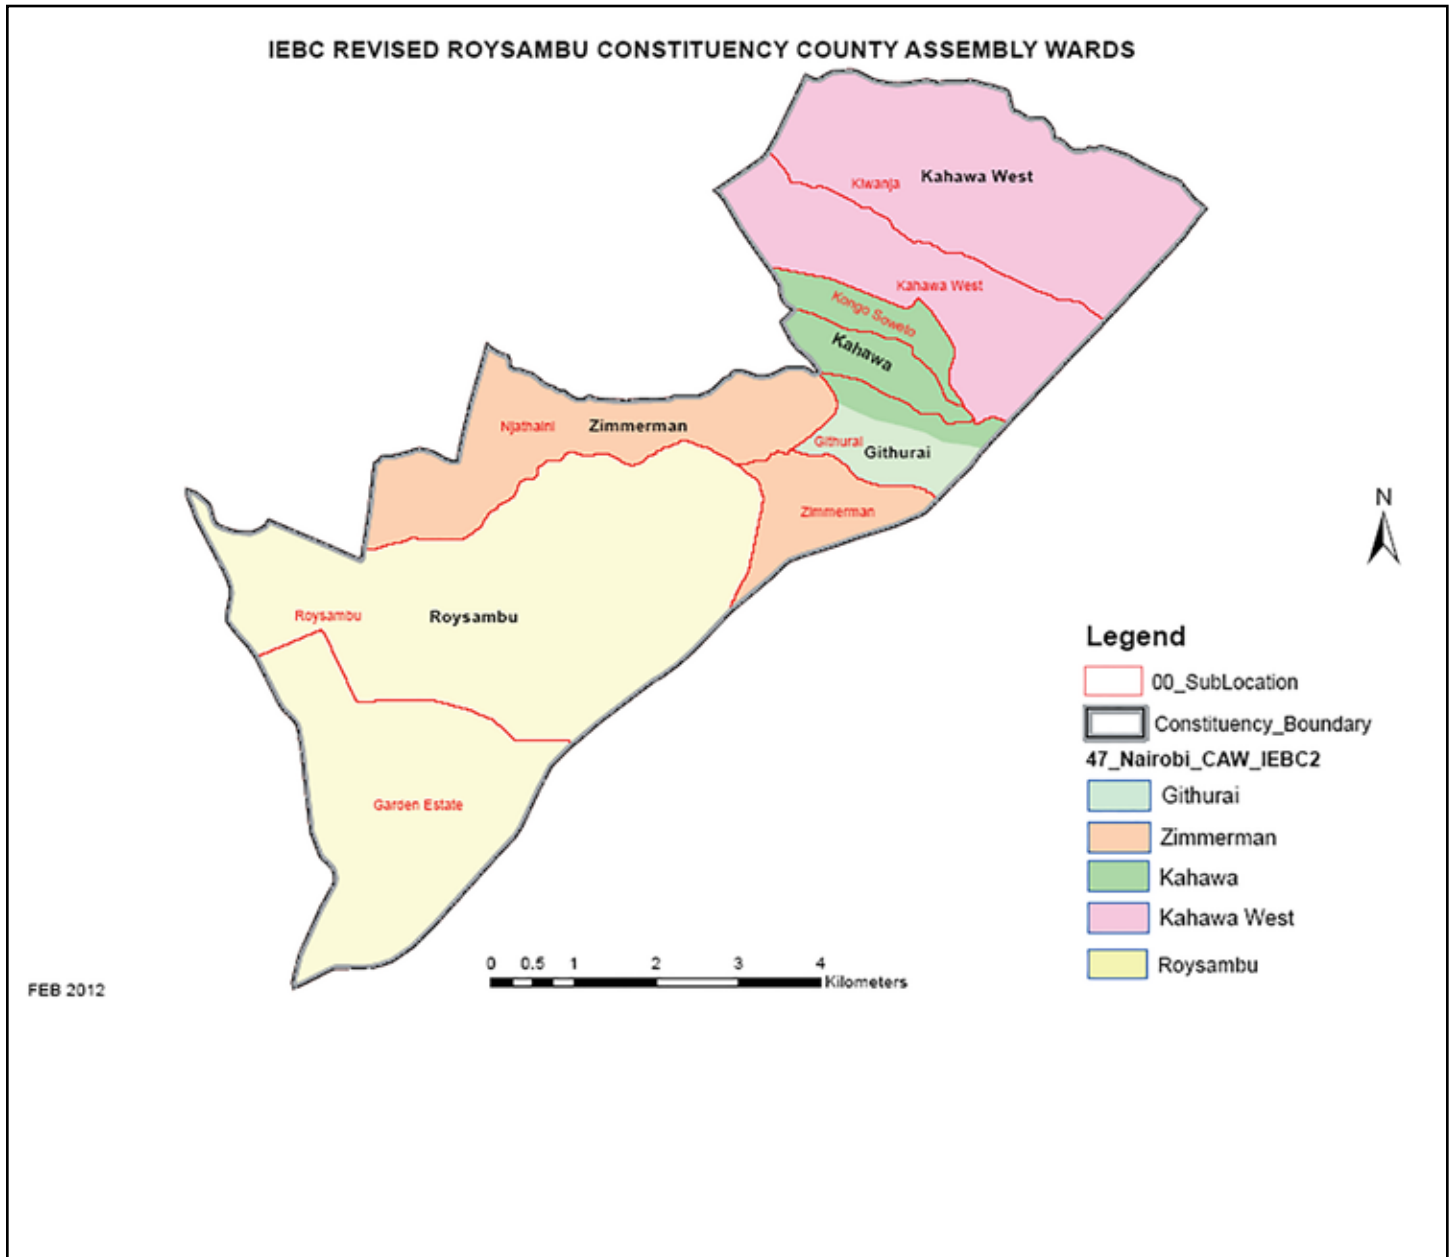 IEBC REVISED ROYSAMBU CONSTITUENCY COUNTY ASSEMBLY WARDS
Kahawa West
Kiwanja
Kahawa West
Kongo Soweto
Kahawa
Njathaini
Zimmerman
Githurai
Githurai
Zimmerman
N
Roysambu
Roysambu
Garden Estate
Legend
00_SubLocation
Constituency_Boundary
47_Nairobi_CAW_IEBC2
Githurai
Zimmerman
Kahawa
Kahawa West
Roysambu
0 0.5 1 2 3 4
Kilometers
FEB 2012